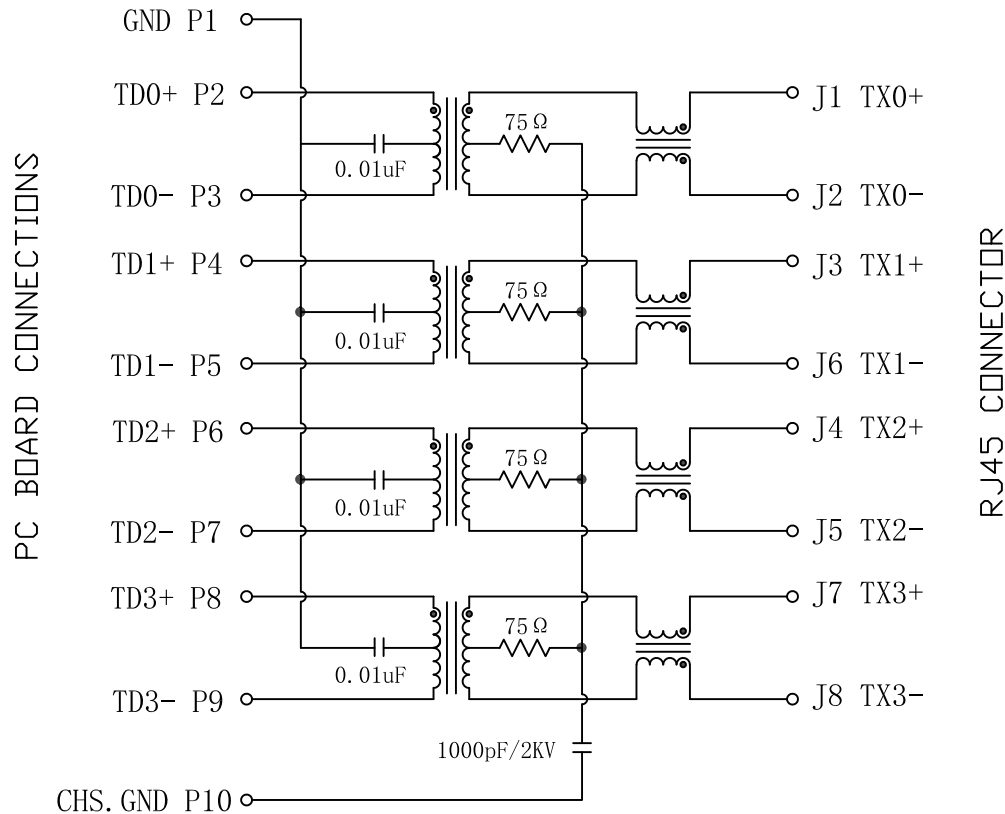 GND P1
TD0+ P2
75Ω
J1 TX0+
0.01uF
TD0- P3
J2 TX0-
TD1+ P4
75Ω
J3 TX1+
0.01uF
TD1- P5
J6 TX1-
TD2+ P6
75Ω
J4 TX2+
0.01uF
TD2- P7
J5 TX2-
TD3+ P8
75Ω
J7 TX3+
0.01uF
TD3- P9
J8 TX3-
1000pF/2KV
CHS.GND P10
PC BOARD CONNECTIONS
RJ45 CONNECTOR